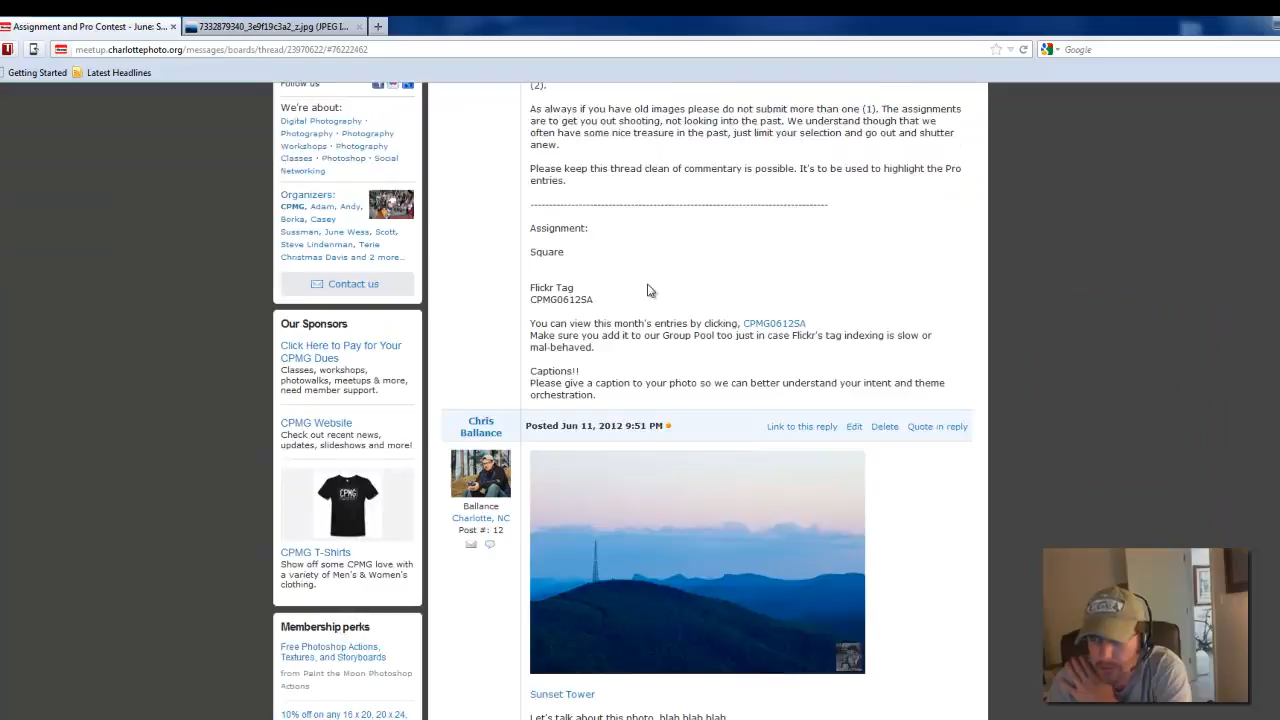 Assignment and Pro Contest - June: S...
7332879340_3e9f19c3a2_z.jpg (JPEG I...
meetup.charlottephoto.org/messages/boards/thread/23970622/#76222462
Google
Getting Started
Latest Headlines
Follow us
We're about:
Digital Photography ·
Photography · Photography
Workshops · Photography
Classes · Photoshop · Social
Networking
Organizers:
CPMG, Adam, Andy,
Borka, Casey
Sussman, June Wess, Scott,
Steve Lindenman, Terie
Christmas Davis and 2 more...
Contact us
Our Sponsors
Click Here to Pay for Your
CPMG Dues
Classes, workshops,
photowalks, meetups & more,
need member support.
CPMG Website
Check out recent news,
updates, slideshows and more!
CPMG
CPMG T-Shirts
Show off some CPMG love with
a variety of Men's & Women's
clothing.
Membership perks
Free Photoshop Actions,
Textures, and Storyboards
from Paint the Moon Photoshop
Actions
10% off on any 16 x 20, 20 x 24,
(2).
As always if you have old images please do not submit more than one (1). The assignments
are to get you out shooting, not looking into the past. We understand though that we
often have some nice treasure in the past, just limit your selection and go out and shutter
anew.
Please keep this thread clean of commentary is possible. It's to be used to highlight the Pro
entries.
--------------------------------------------------------------------------------
Assignment:
Square
Flickr Tag
CPMG0612SA
You can view this month's entries by clicking, CPMG0612SA
Make sure you add it to our Group Pool too just in case Flickr's tag indexing is slow or
mal-behaved.
Captions!!
Please give a caption to your photo so we can better understand your intent and theme
orchestration.
Chris
Ballance
Posted Jun 11, 2012 9:51 PM
Link to this reply Edit Delete Quote in reply
Ballance
Charlotte, NC
Post #: 12
Sunset Tower
Let's talk about this photo, blah blah blah